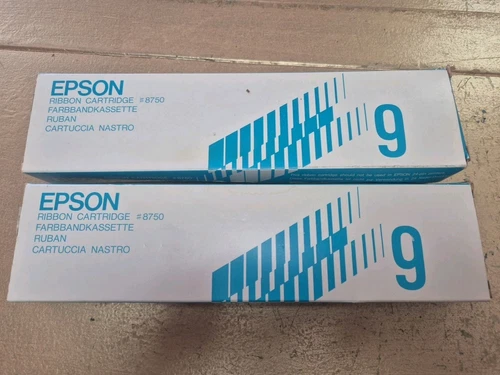 EPSON
RIBBON CARTRIDGE #8750
FARBBANDKASSETTE
RUBAN
CARTUCCIA NASTRO
9
EPSON
RIBBON CARTRIDGE #8750
FARBBANDKASSETTE
RUBAN
CARTUCCIA NASTRO
9